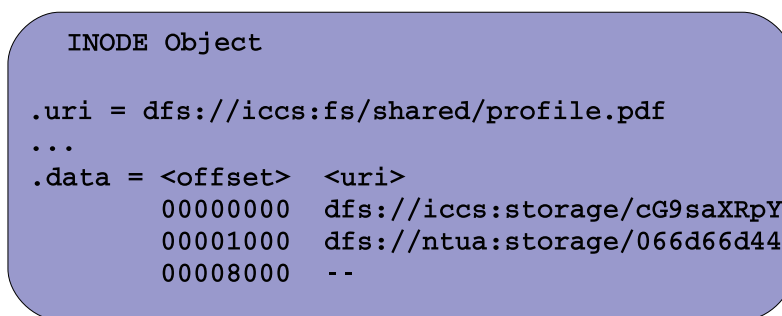 INODE Object
.uri = dfs://iccs:fs/shared/profile.pdf
...
.data = <offset> <uri>
00000000 dfs://iccs:storage/cG9saXRpY
00001000 dfs://ntua:storage/066d66d44
00008000 --